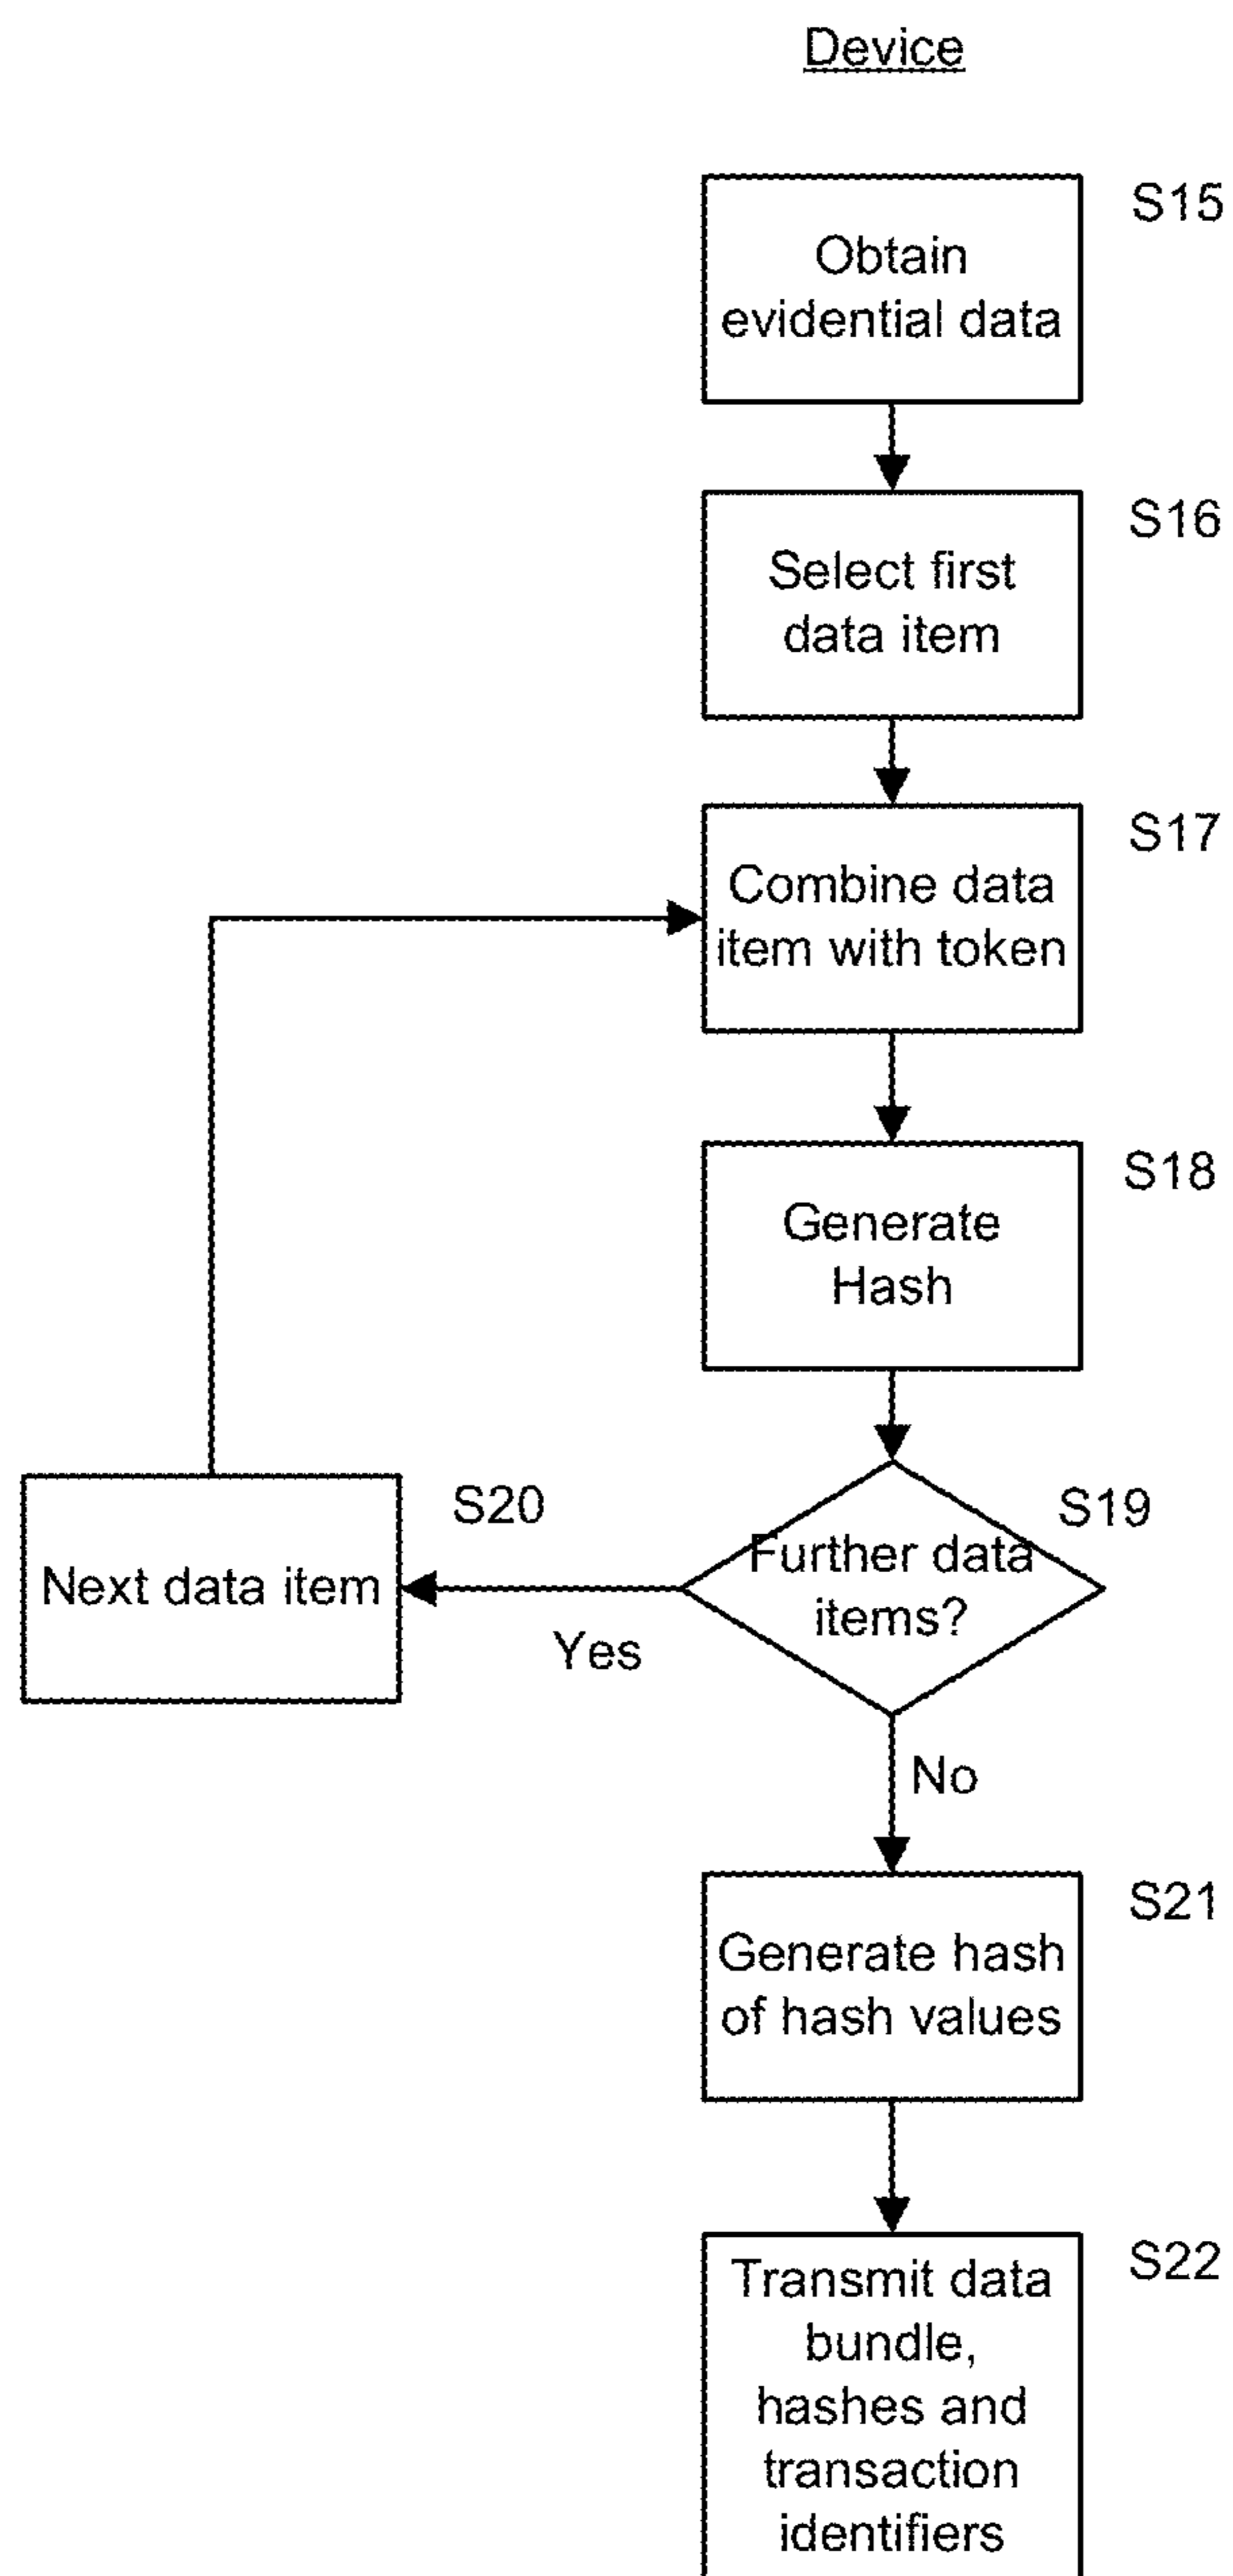 Device
S15
Obtain
evidential data
S16
Select first
data item
S17
Combine data
item with token
S18
Generate
Hash
S19
Further data
items?
S20
Next data item
Yes
No
S21
Generate hash
of hash values
S22
Transmit data
bundle,
hashes and
transaction
identifiers